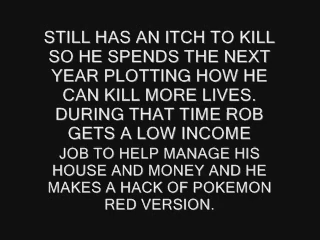 STILL HAS AN ITCH TO KILL
SO HE SPENDS THE NEXT
YEAR PLOTTING HOW HE
CAN KILL MORE LIVES.
DURING THAT TIME ROB
GETS A LOW INCOME
JOB TO HELP MANAGE HIS
HOUSE AND MONEY AND HE
MAKES A HACK OF POKEMON
RED VERSION.